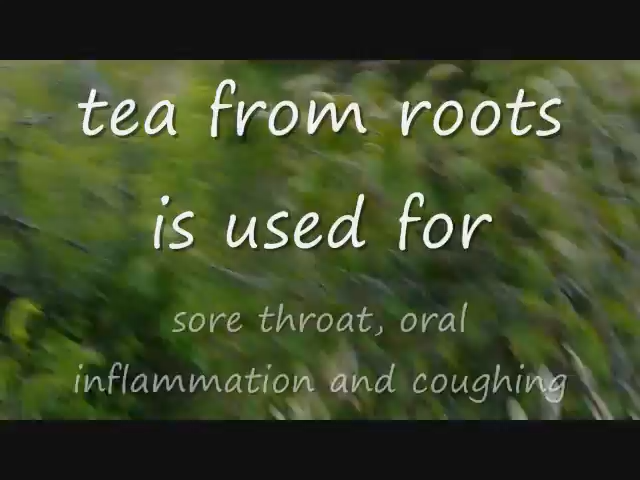 tea from roots
is used for
sore throat, oral
inflammation and coughing